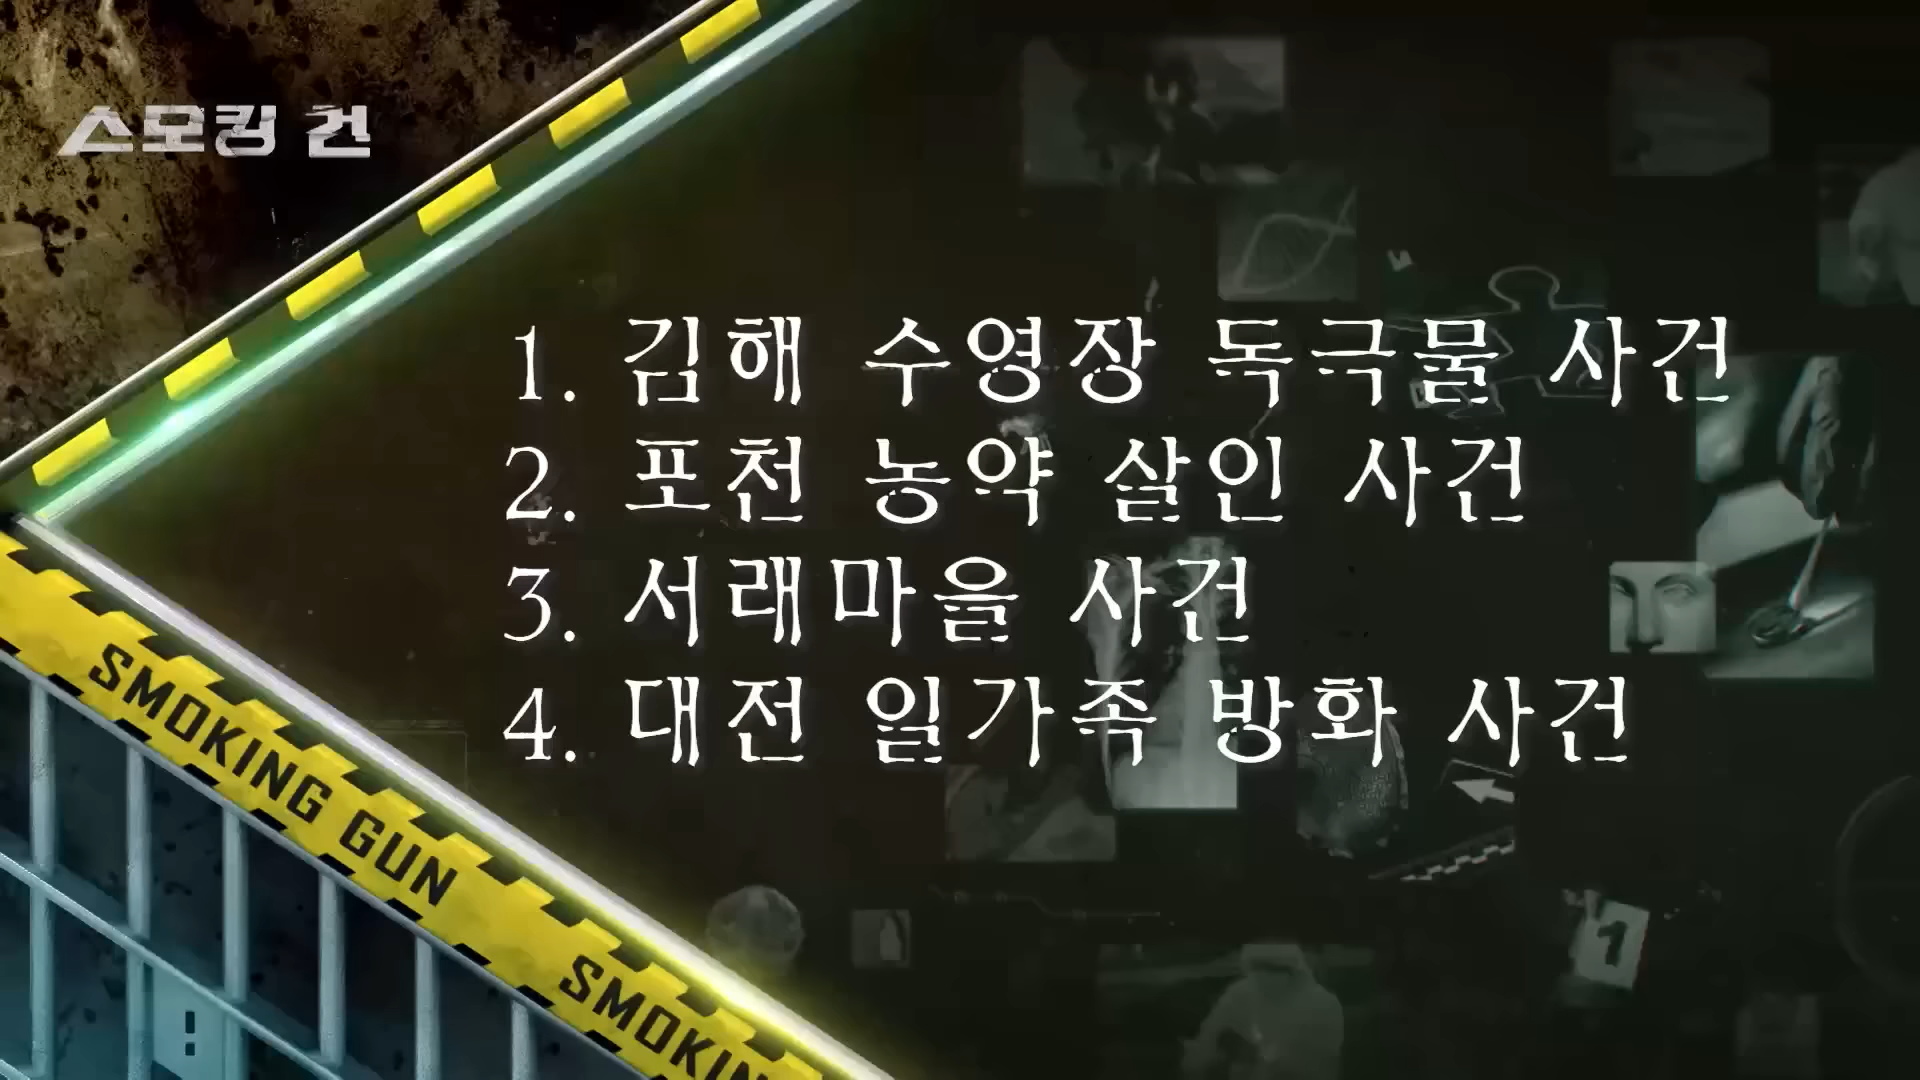 스모킹 건
1. 김해 수영장 독극물 사건
2. 포천 농약 살인 사건
3. 서래마을 사건
4. 대전 일가족 방화 사건
SMOKING GUN
SMOKIN
!
1